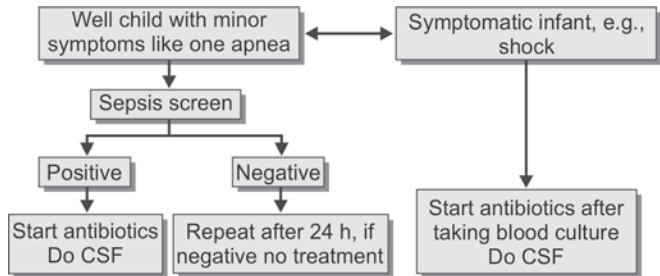 Well child with minor
symptoms like one apnea
Symptomatic infant, e.g.,
shock
Sepsis screen
Positive
Negative
Start antibiotics
Do CSF
Repeat after 24 h, if
negative no treatment
Start antibiotics after
taking blood culture
Do CSF